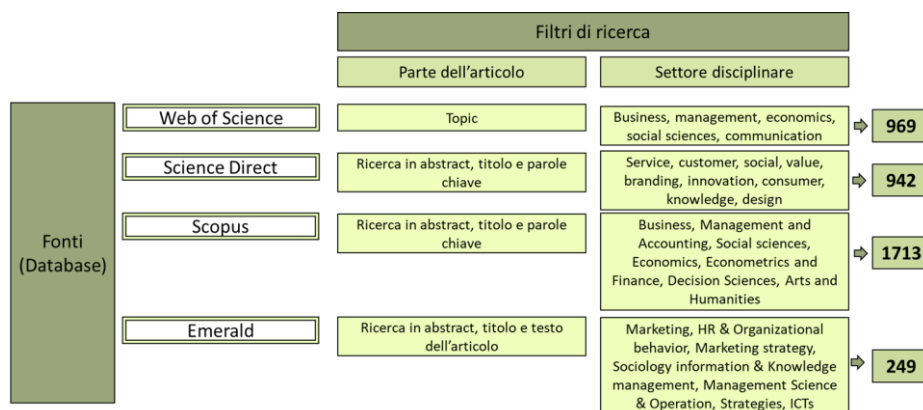 Filtri di ricerca
Parte dell'articolo
Settore disciplinare
Fonti
(Database)
Web of Science
Topic
Business, management, economics,
social sciences, communication
969
Science Direct
Ricerca in abstract, titolo e parole
chiave
Service, customer, social, value,
branding, innovation, consumer,
knowledge, design
942
Scopus
Ricerca in abstract, titolo e parole
chiave
Business, Management and
Accounting, Social sciences,
Economics, Econometrics and
Finance, Decision Sciences, Arts and
Humanities
1713
Emerald
Ricerca in abstract, titolo e testo
dell'articolo
Marketing, HR & Organizational
behavior, Marketing strategy,
Sociology information & Knowledge
management, Management Science
& Operation, Strategies, ICTs
249